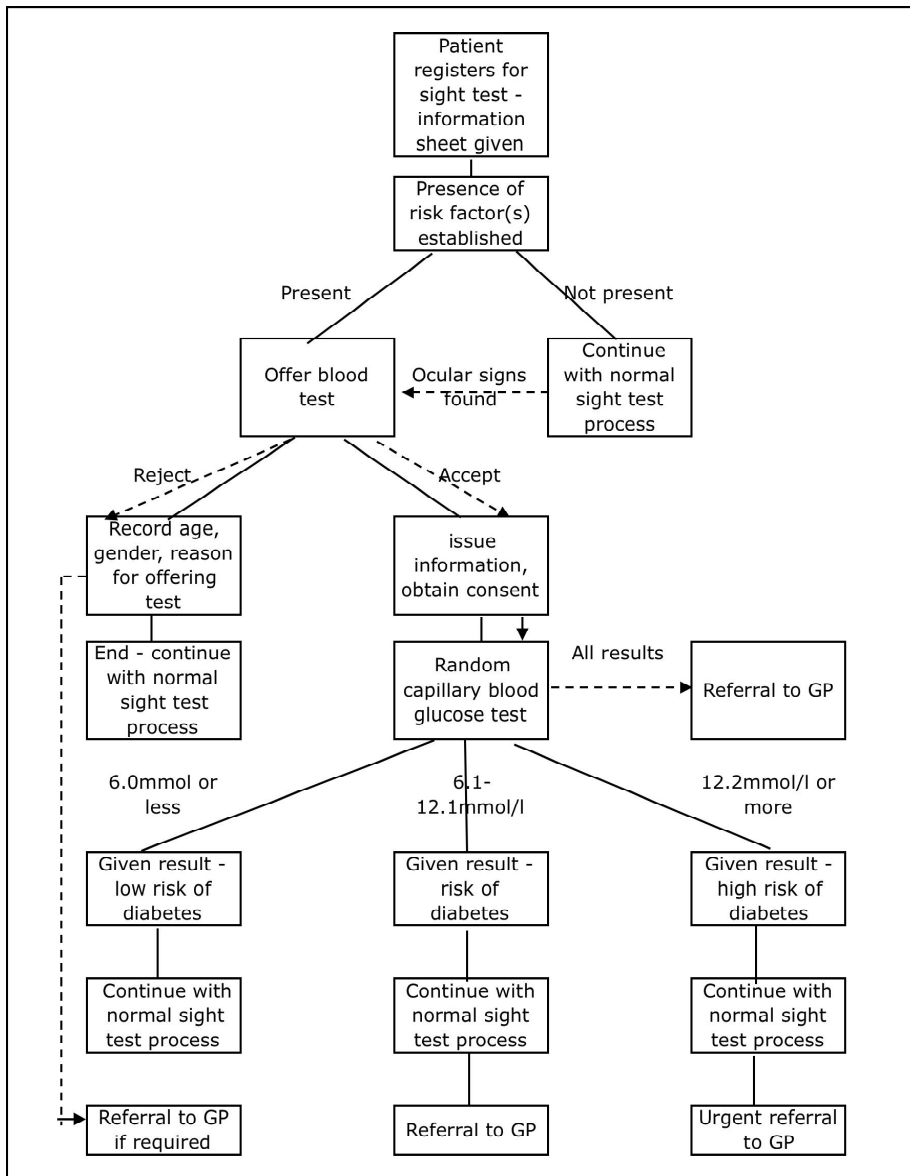 Patient
registers for
sight test -
information
sheet given
Presence of
risk factor(s)
established
Present
Not present
Offer blood
test
Ocular signs
found
Continue
with normal
sight test
process
Reject
Accept
Record age,
gender, reason
for offering
test
issue
information,
obtain consent
End - continue
with normal
sight test
process
Random
capillary blood
glucose test
All results
Referral to GP
6.0mmol or
less
6.1-
12.1mmol/l
12.2mmol/l or
more
Given result -
low risk of
diabetes
Given result -
risk of
diabetes
Given result -
high risk of
diabetes
Continue with
normal sight
test process
Continue with
normal sight
test process
Continue with
normal sight
test process
Referral to GP
if required
Referral to GP
Urgent referral
to GP